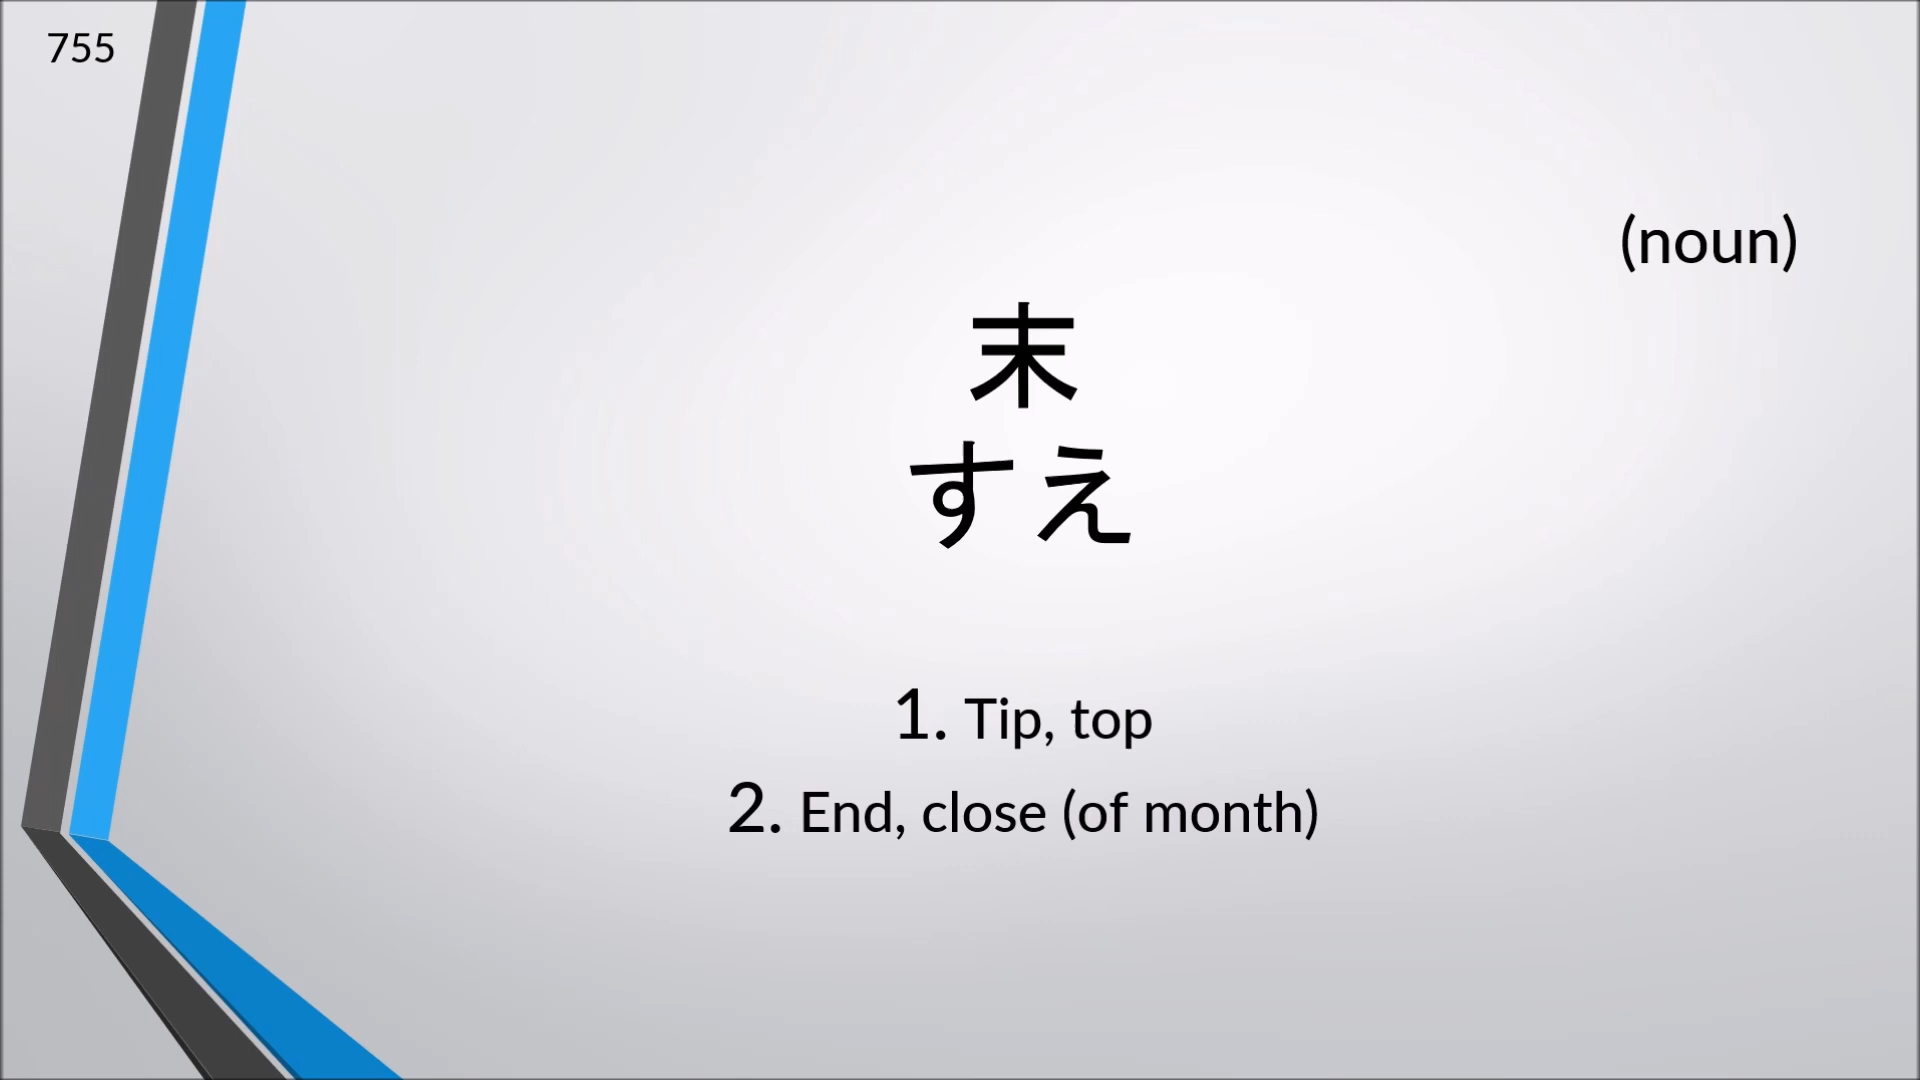 755
(noun)
末
すえ
1. Tip, top
2. End, close (of month)